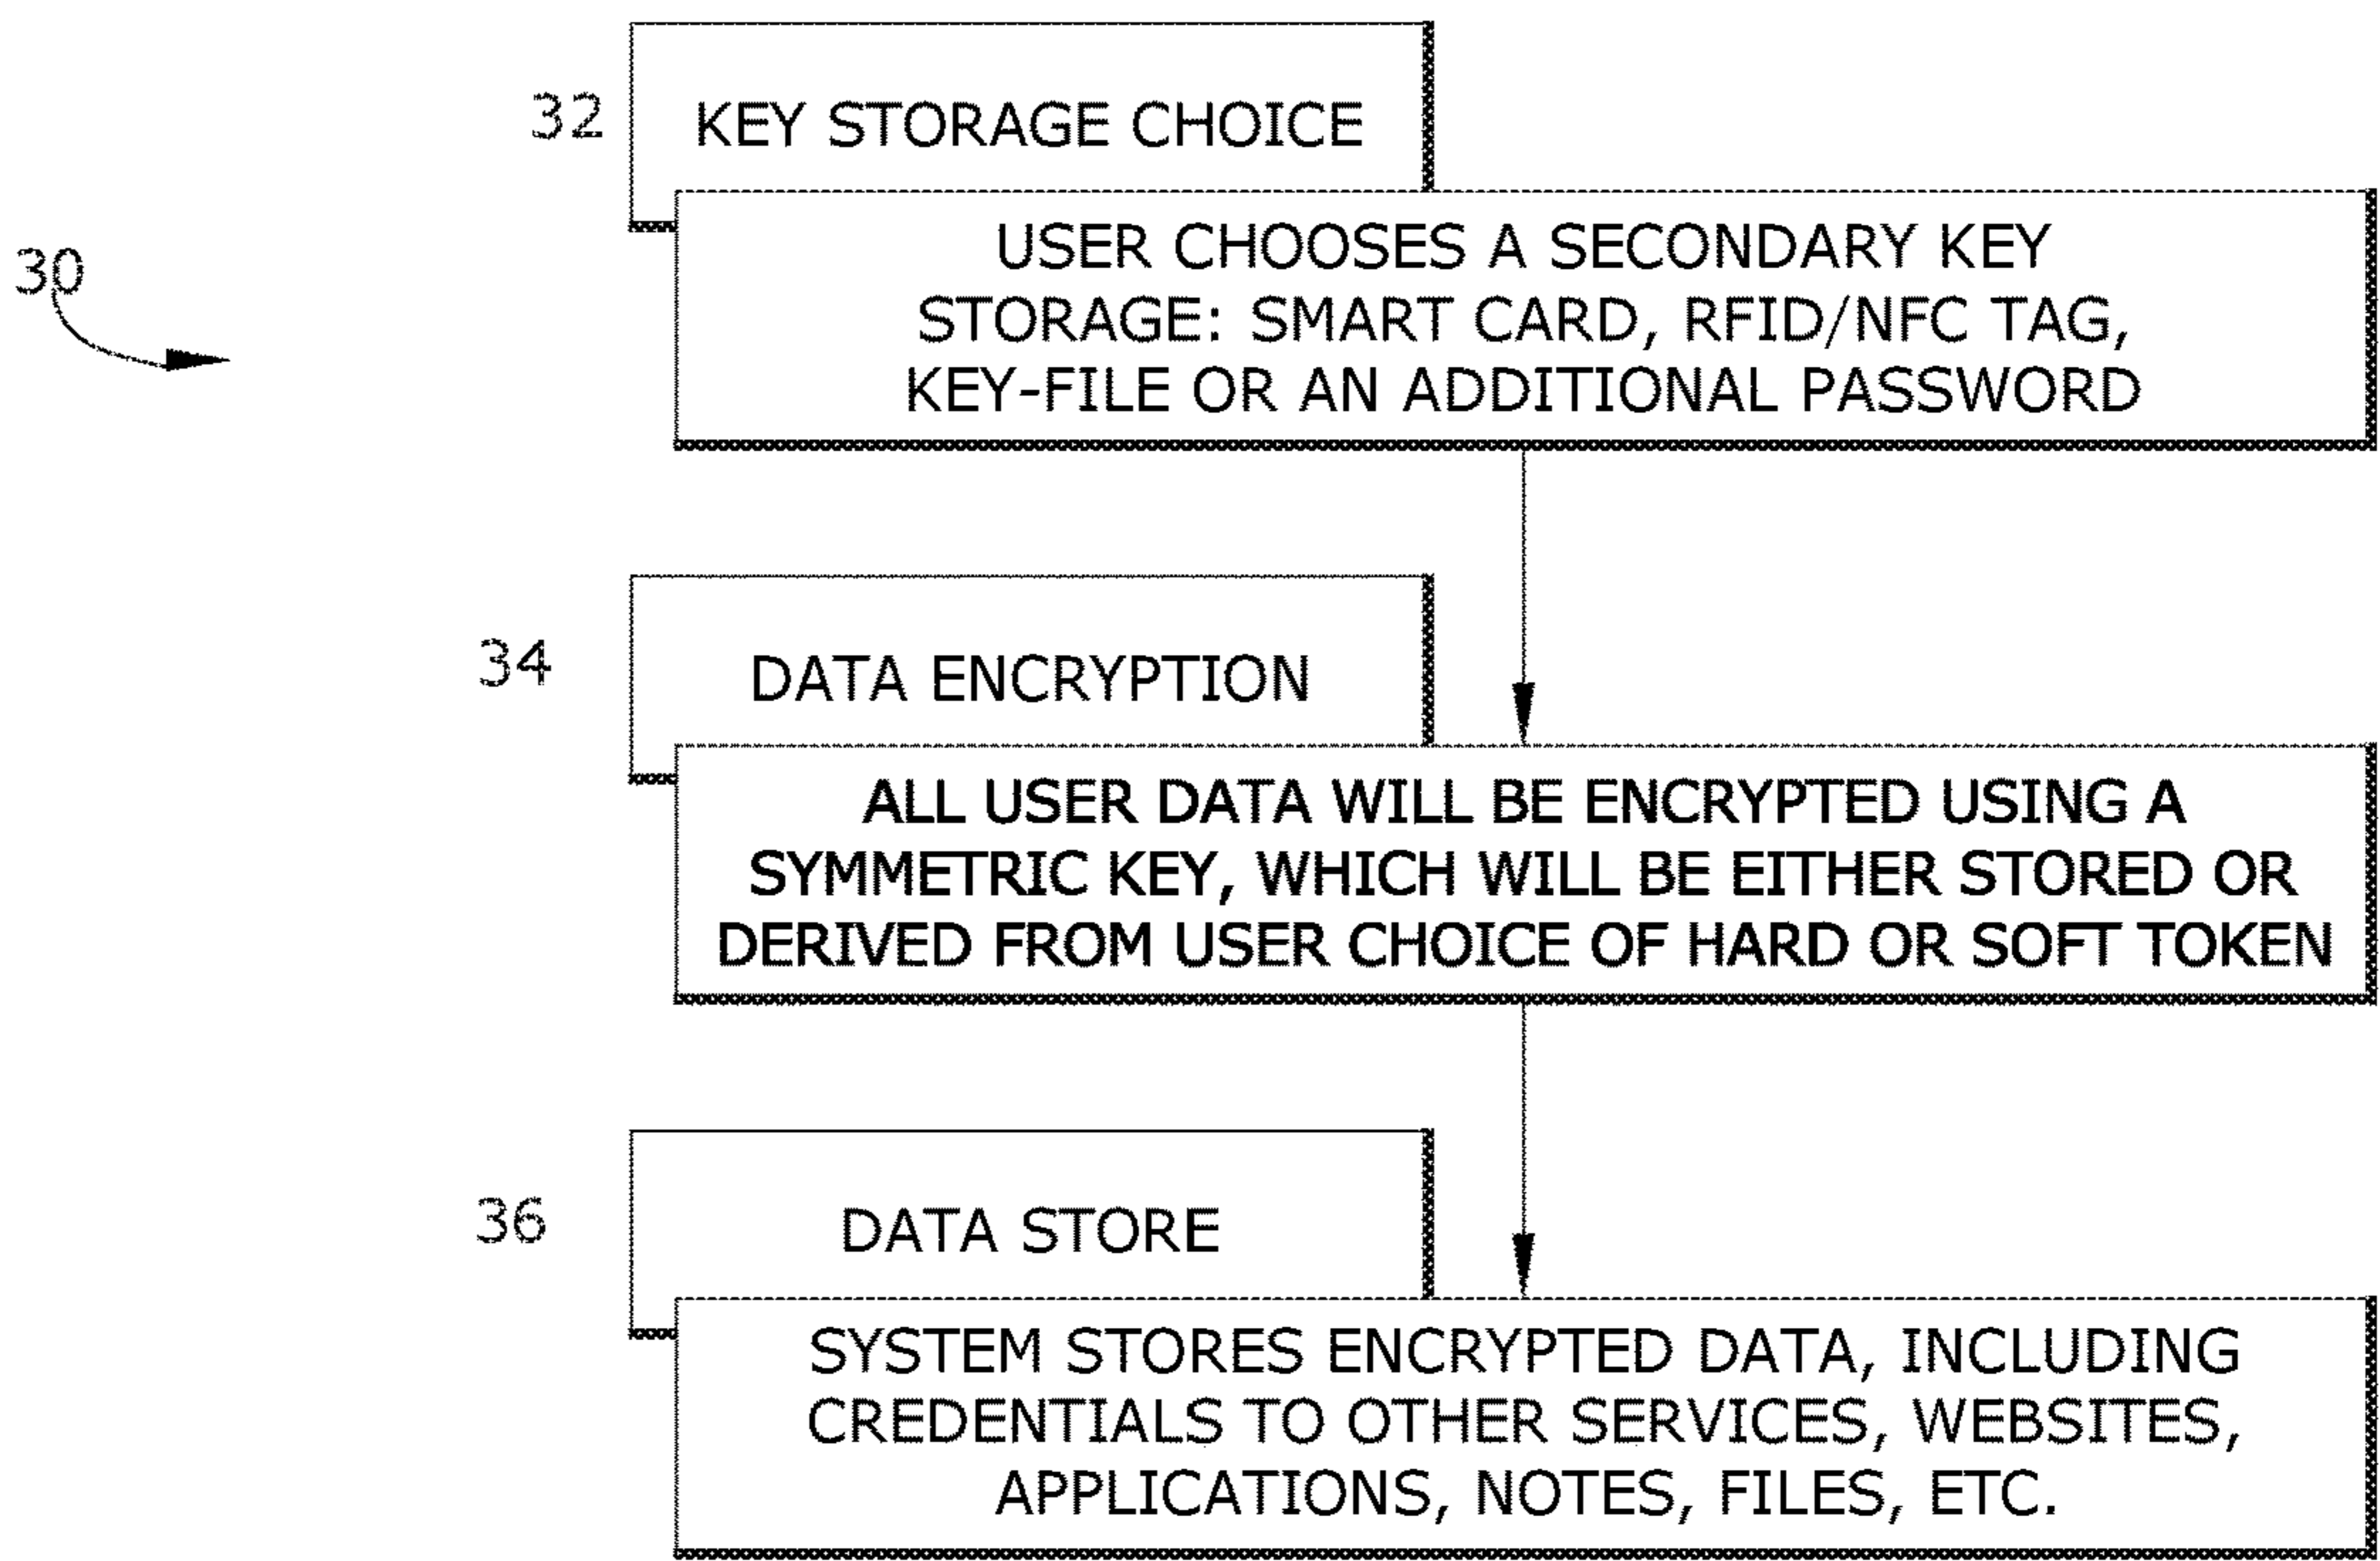 32
KEY STORAGE CHOICE
30
USER CHOOSES A SECONDARY KEY
STORAGE: SMART CARD, RFID/NFC TAG,
KEY-FILE OR AN ADDITIONAL PASSWORD
34
DATA ENCRYPTION
ALL USER DATA WILL BE ENCRYPTED USING A
SYMMETRIC KEY, WHICH WILL BE EITHER STORED OR
DERIVED FROM USER CHOICE OF HARD OR SOFT TOKEN
36
DATA STORE
SYSTEM STORES ENCRYPTED DATA, INCLUDING
CREDENTIALS TO OTHER SERVICES, WEBSITES,
APPLICATIONS, NOTES, FILES, ETC.